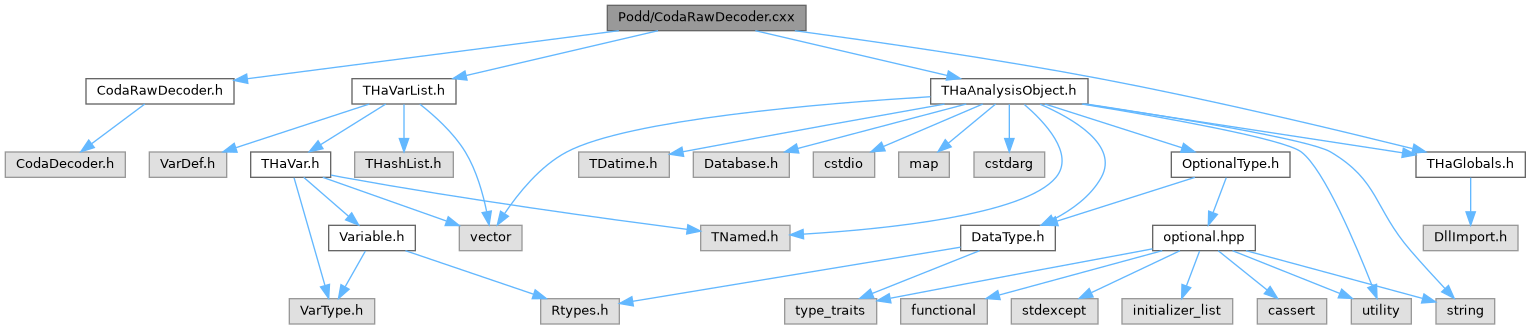 Podd/CodaRawDecoder.cxx
CodaRawDecoder.h
THaVarList.h
THaAnalysisObject.h
CodaDecoder.h
VarDef.h
THaVar.h
THashList.h
TDatime.h
Database.h
cstdio
map
cstdarg
OptionalType.h
THaGlobals.h
Variable.h
vector
TNamed.h
DataType.h
optional.hpp
DllImport.h
VarType.h
Rtypes.h
type_traits
functional
stdexcept
initializer_list
cassert
utility
string